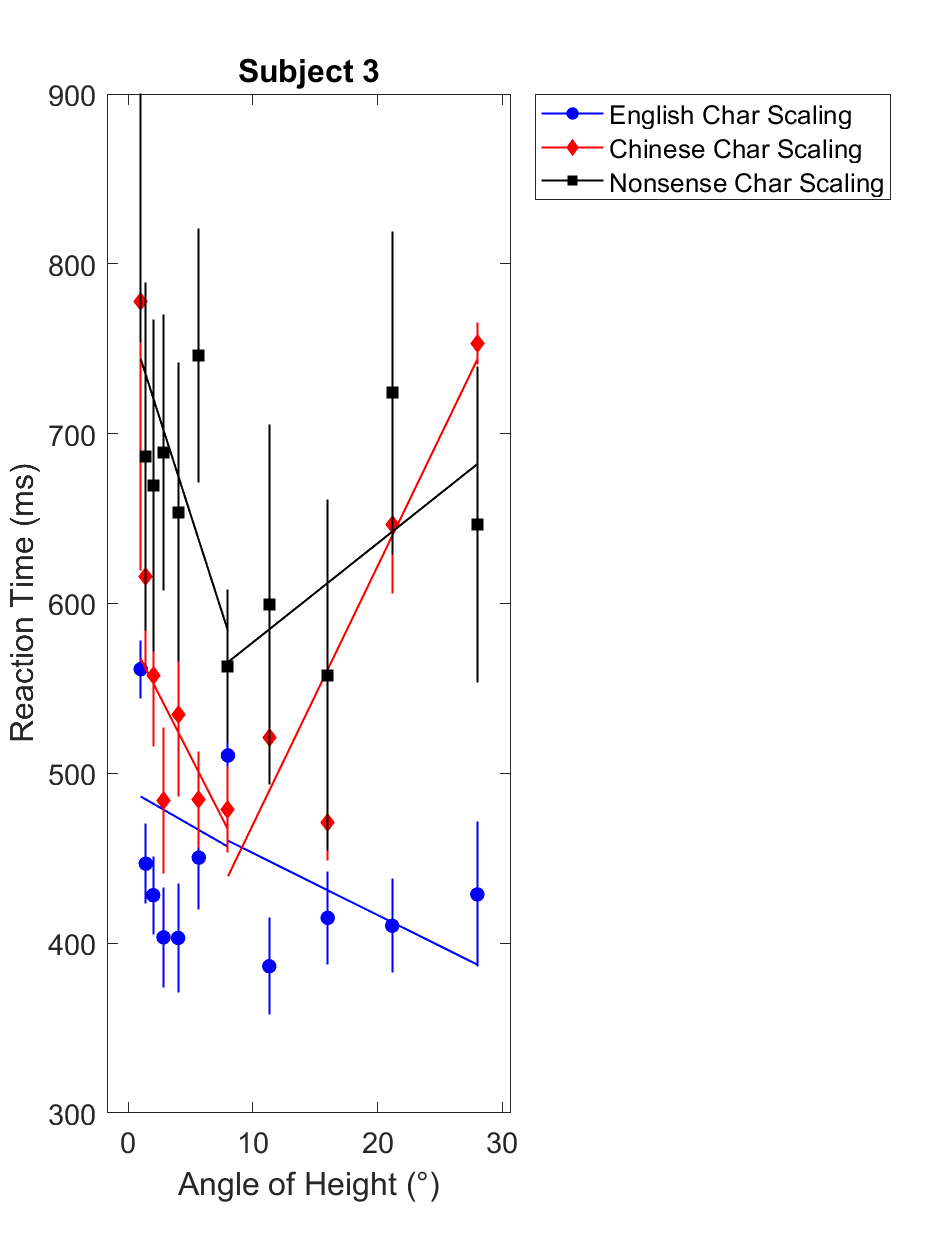 Subject 3
900
800
700
600
500
400
300
0 10 20 30
Reaction Time (ms)
Angle of Height (°)
English Char Scaling
Chinese Char Scaling
Nonsense Char Scaling